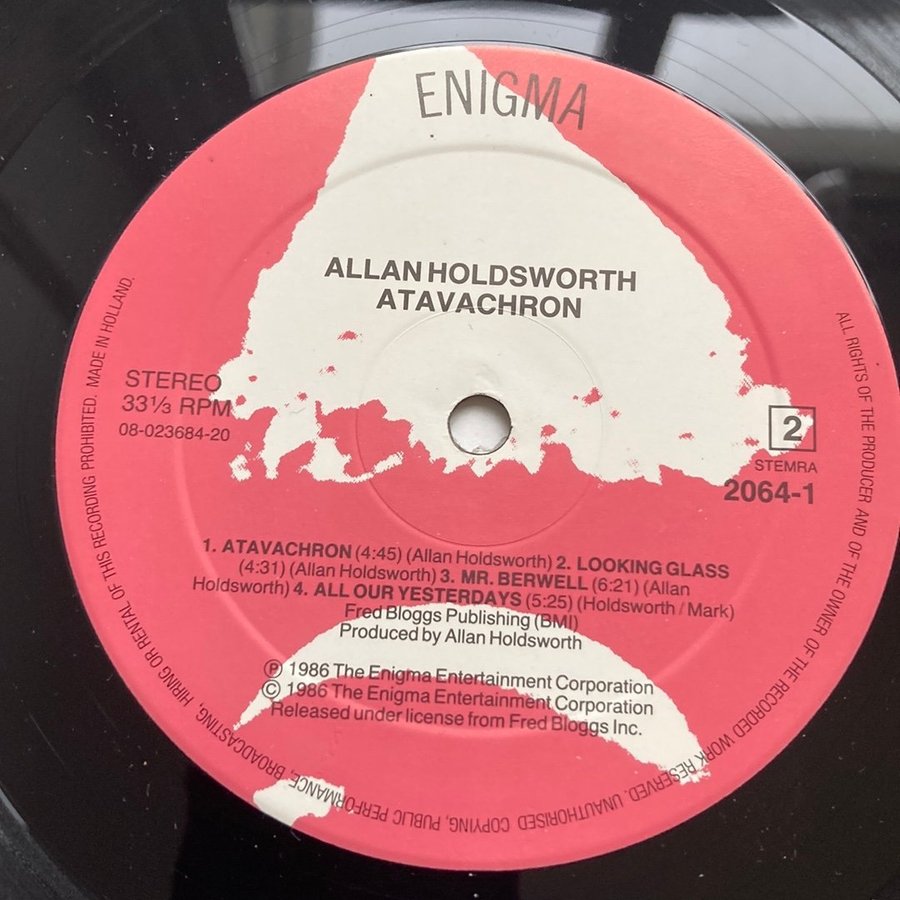 ENIGMA
ALLAN HOLDSWORTH
ATAVACHRON
STEREO
33⅓ RPM
08-023684-20
2
STEMRA
2064-1
1. ATAVACHRON (4:45) (Allan Holdsworth) 2. LOOKING GLASS
(4:31) (Allan Holdsworth) 3. MR. BERWELL (6:21) (Allan
Holdsworth) 4. ALL OUR YESTERDAYS (5:25) (Holdsworth / Mark)
Fred Bloggs Publishing (BMI)
Produced by Allan Holdsworth
℗ 1986 The Enigma Entertainment Corporation
© 1986 The Enigma Entertainment Corporation
Released under license from Fred Bloggs Inc.
ALL RIGHTS OF THE PRODUCER AND OF THE OWNER OF THE RECORDED WORK RESERVED. UNAUTHORISED COPYING, PUBLIC PERFORMANCE, BROADCASTING, HIRING OR RENTAL OF THIS RECORDING PROHIBITED. MADE IN HOLLAND.